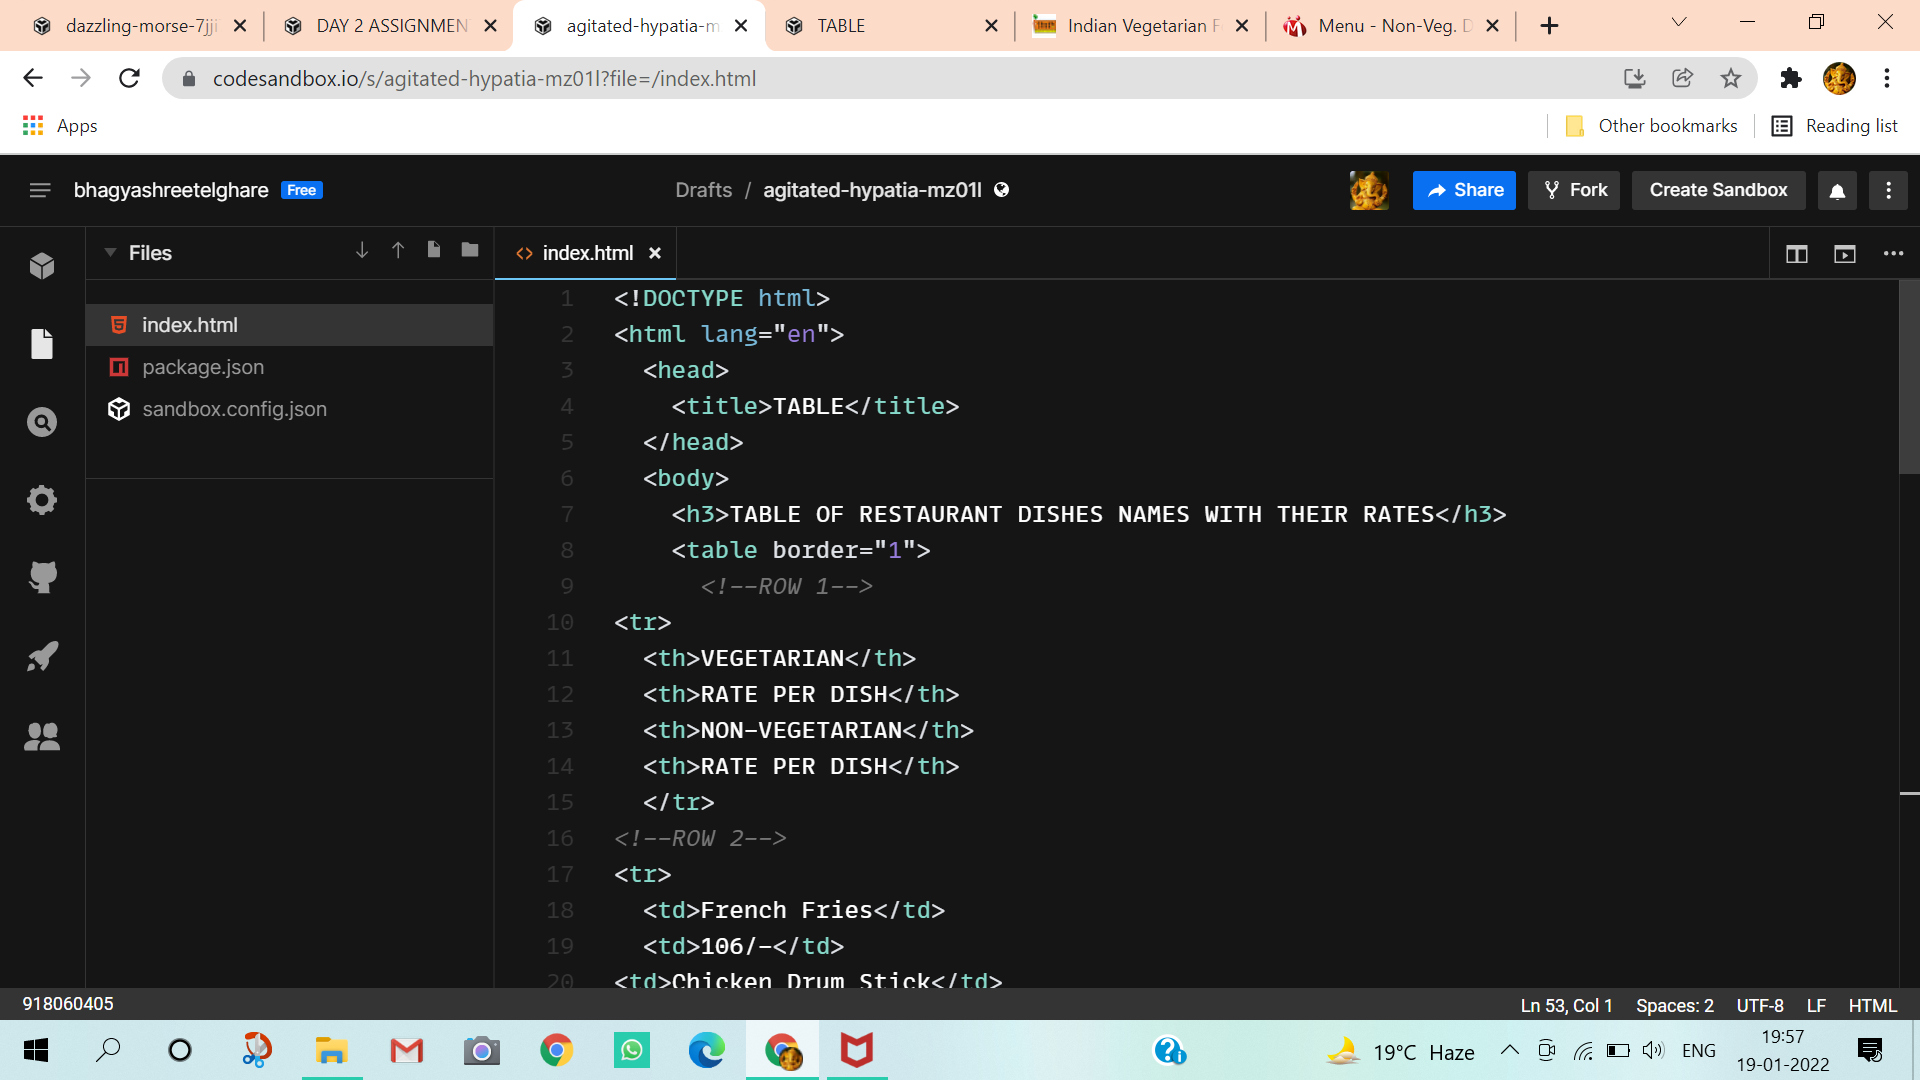 dazzling-morse-7jji
DAY 2 ASSIGNMEN
agitated-hypatia-m
TABLE
Indian Vegetarian F
Menu - Non-Veg. D
codesandbox.io/s/agitated-hypatia-mz01l?file=/index.html
Apps
Other bookmarks
Reading list
bhagyashreetelghare Free
Drafts / agitated-hypatia-mz01l
Share
Fork
Create Sandbox
Files
index.html
package.json
sandbox.config.json
index.html
1 <!DOCTYPE html>
2 <html lang="en">
3 <head>
4 <title>TABLE</title>
5 </head>
6 <body>
7 <h3>TABLE OF RESTAURANT DISHES NAMES WITH THEIR RATES</h3>
8 <table border="1">
9 <!--ROW 1-->
10 <tr>
11 <th>VEGETARIAN</th>
12 <th>RATE PER DISH</th>
13 <th>NON-VEGETARIAN</th>
14 <th>RATE PER DISH</th>
15 </tr>
16 <!--ROW 2-->
17 <tr>
18 <td>French Fries</td>
19 <td>106/-</td>
20 <td>Chicken Drum Stick</td>
918060405
Ln 53, Col 1 Spaces: 2 UTF-8 LF HTML
19°C Haze
ENG
19:57
19-01-2022